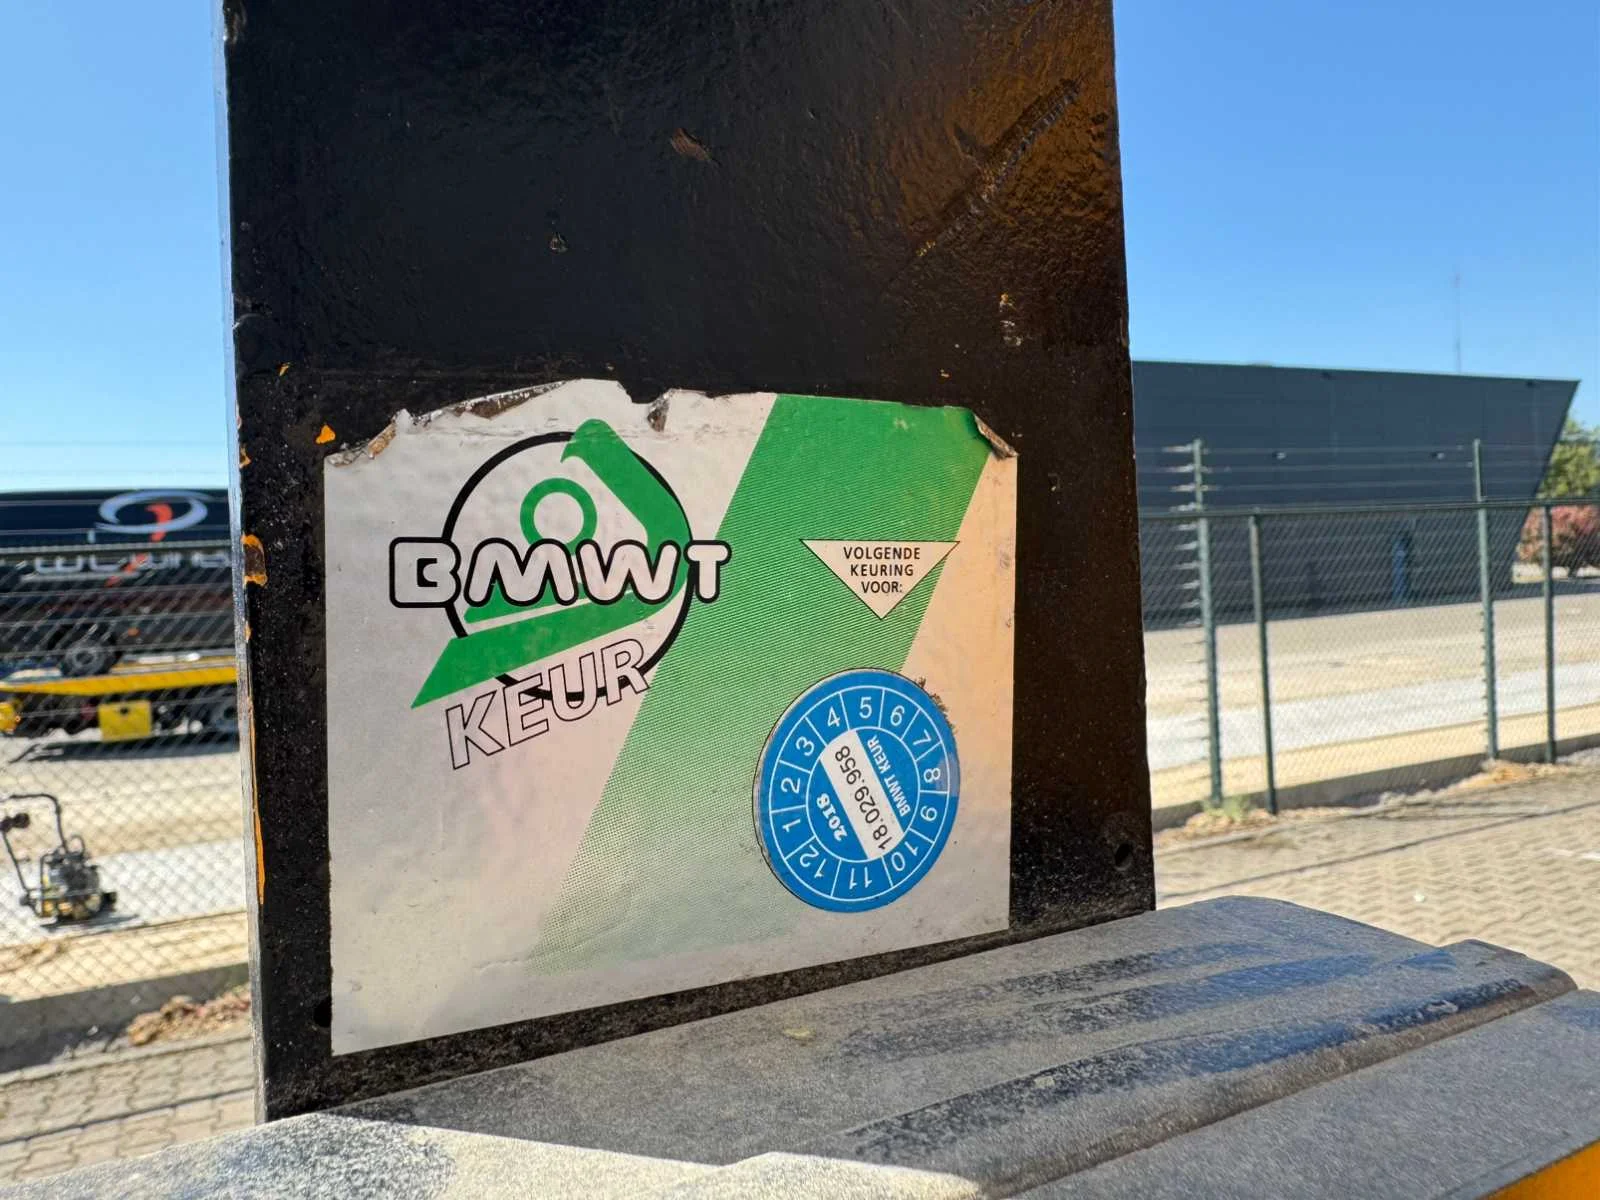 BMWT
KEUR
VOLGENDE
KEURING
VOOR:
1 2 3 4 5 6 7 8 9 10 11 12
2018
18.029.958
BMWT KEUR